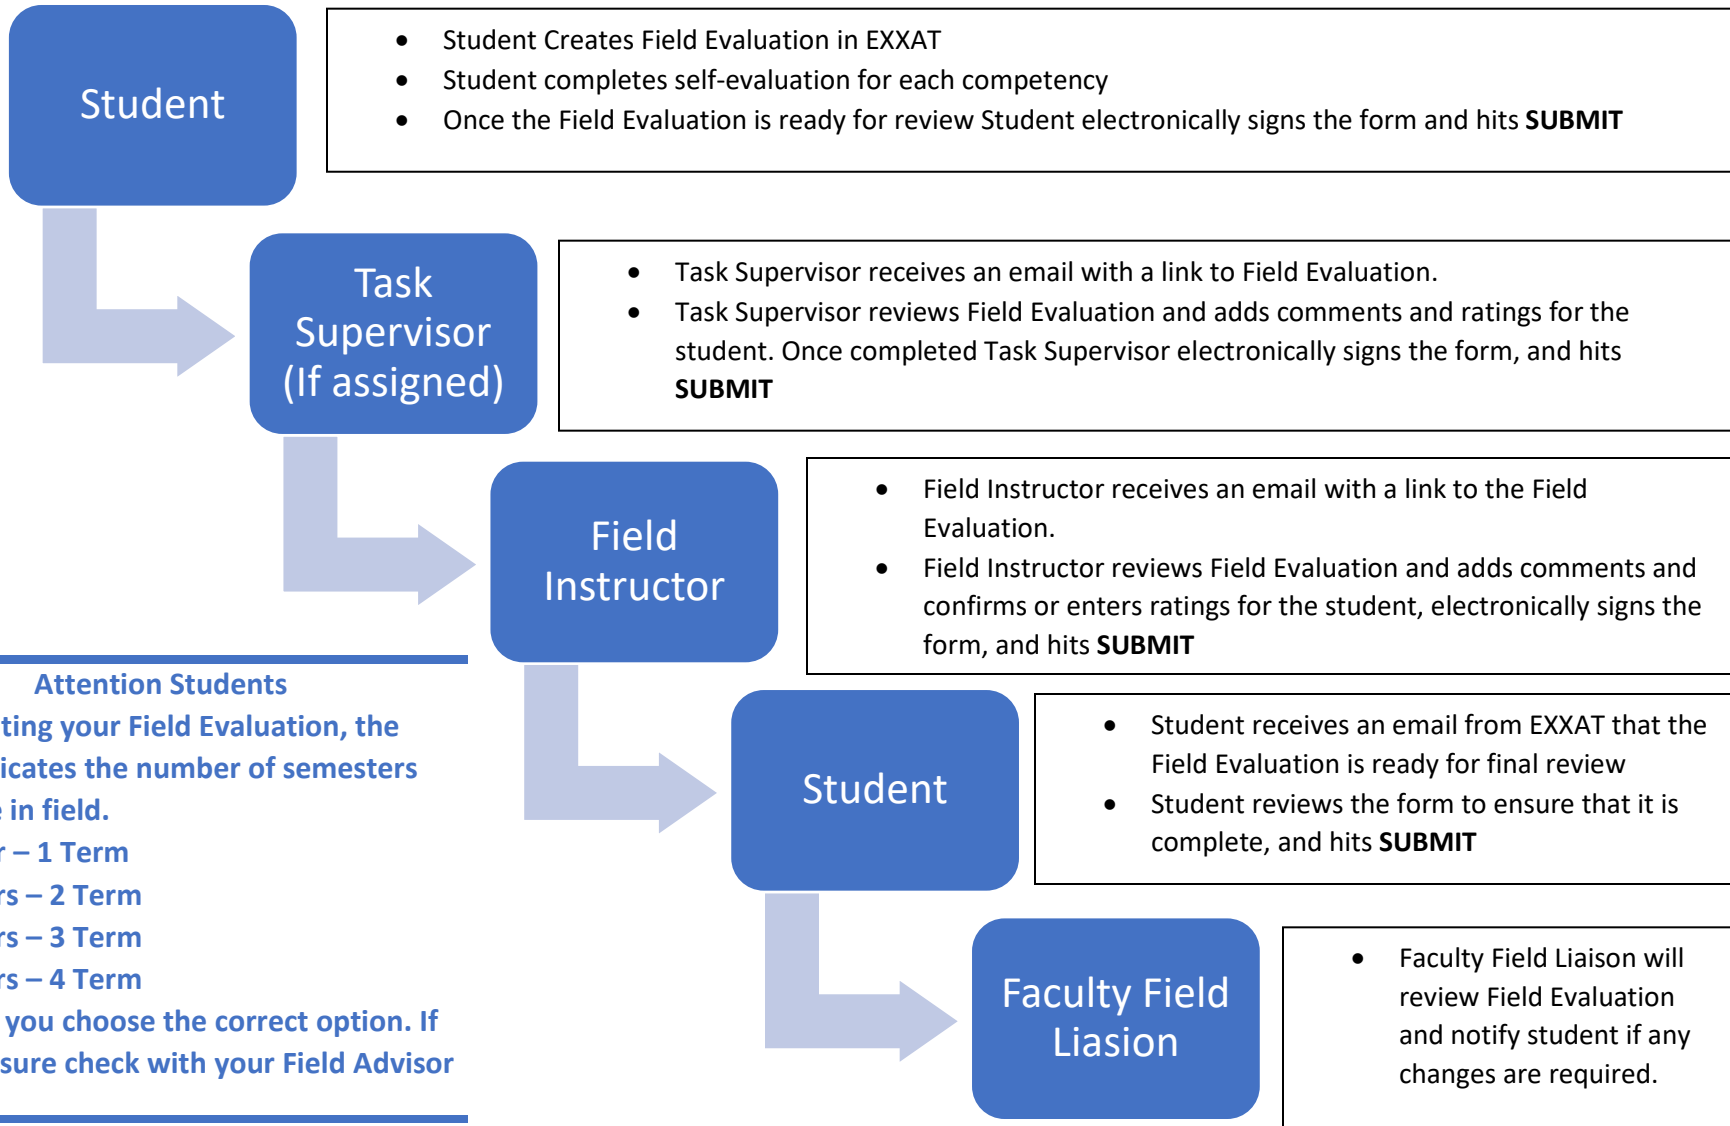 Student
• Student Creates Field Evaluation in EXXAT
• Student completes self-evaluation for each competency
• Once the Field Evaluation is ready for review Student electronically signs the form and hits SUBMIT
Task
Supervisor
(If assigned)
• Task Supervisor receives an email with a link to Field Evaluation.
• Task Supervisor reviews Field Evaluation and adds comments and ratings for the
student. Once completed Task Supervisor electronically signs the form, and hits
SUBMIT
Field
Instructor
• Field Instructor receives an email with a link to the Field
Evaluation.
• Field Instructor reviews Field Evaluation and adds comments and
confirms or enters ratings for the student, electronically signs the
form, and hits SUBMIT
Attention Students
ting your Field Evaluation, the
icates the number of semesters
in field.
– 1 Term
rs – 2 Term
rs – 3 Term
rs – 4 Term
you choose the correct option. If
sure check with your Field Advisor
Student
• Student receives an email from EXXAT that the
Field Evaluation is ready for final review
• Student reviews the form to ensure that it is
complete, and hits SUBMIT
Faculty Field
Liasion
• Faculty Field Liaison will
review Field Evaluation
and notify student if any
changes are required.